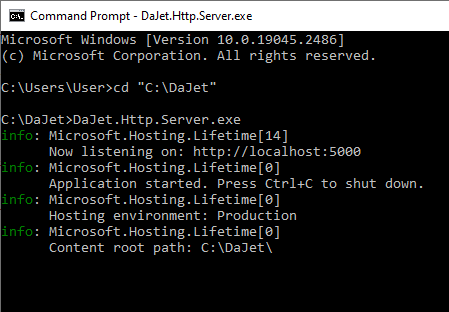 Command Prompt - DaJet.Http.Server.exe
Microsoft Windows [Version 10.0.19045.2486]
(c) Microsoft Corporation. All rights reserved.
C:\Users\User>cd "C:\DaJet"
C:\DaJet>DaJet.Http.Server.exe
info: Microsoft.Hosting.Lifetime[14]
Now listening on: http://localhost:5000
info: Microsoft.Hosting.Lifetime[0]
Application started. Press Ctrl+C to shut down.
info: Microsoft.Hosting.Lifetime[0]
Hosting environment: Production
info: Microsoft.Hosting.Lifetime[0]
Content root path: C:\DaJet\